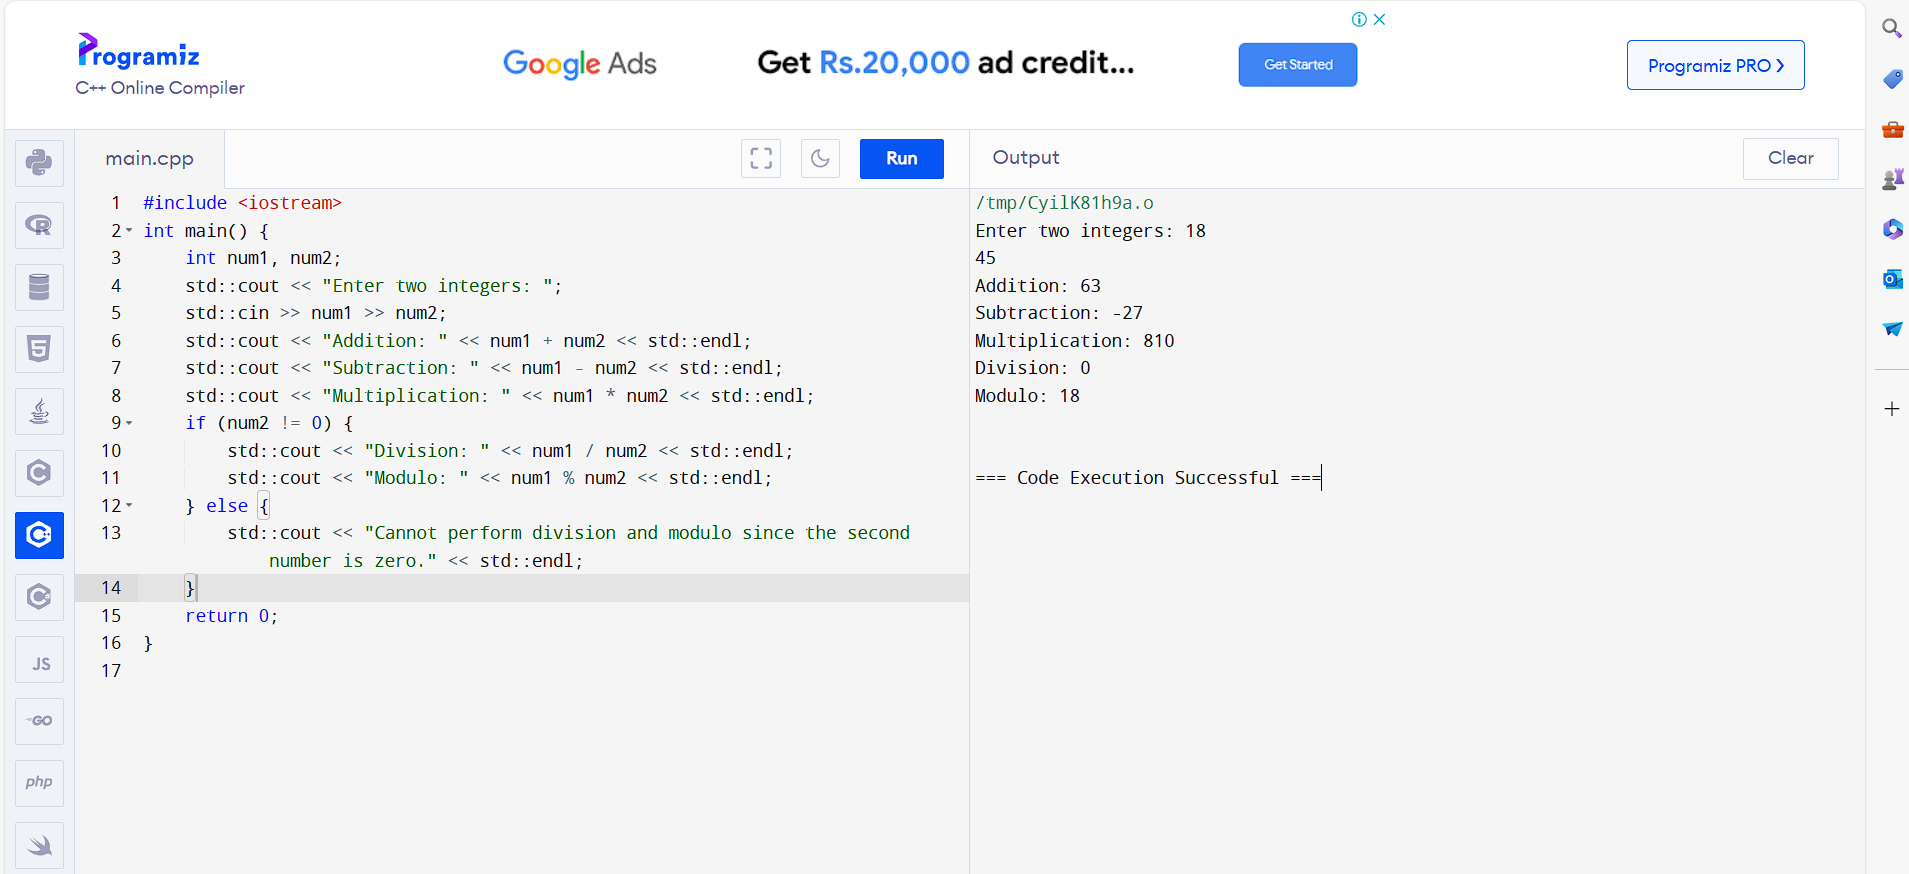 Programiz
C++ Online Compiler
Google Ads
Get Rs.20,000 ad credit...
Get Started
Programiz PRO
main.cpp
Run
Output
Clear
1 #include <iostream>
2 int main() {
3     int num1, num2;
4     std::cout << "Enter two integers: ";
5     std::cin >> num1 >> num2;
6     std::cout << "Addition: " << num1 + num2 << std::endl;
7     std::cout << "Subtraction: " << num1 - num2 << std::endl;
8     std::cout << "Multiplication: " << num1 * num2 << std::endl;
9     if (num2 != 0) {
10         std::cout << "Division: " << num1 / num2 << std::endl;
11         std::cout << "Modulo: " << num1 % num2 << std::endl;
12     } else {
13         std::cout << "Cannot perform division and modulo since the second
number is zero." << std::endl;
14     }
15     return 0;
16 }
17
/tmp/CyilK81h9a.o
Enter two integers: 18
45
Addition: 63
Subtraction: -27
Multiplication: 810
Division: 0
Modulo: 18
=== Code Execution Successful ===
R
5
C
C++
C#
JS
GO
php